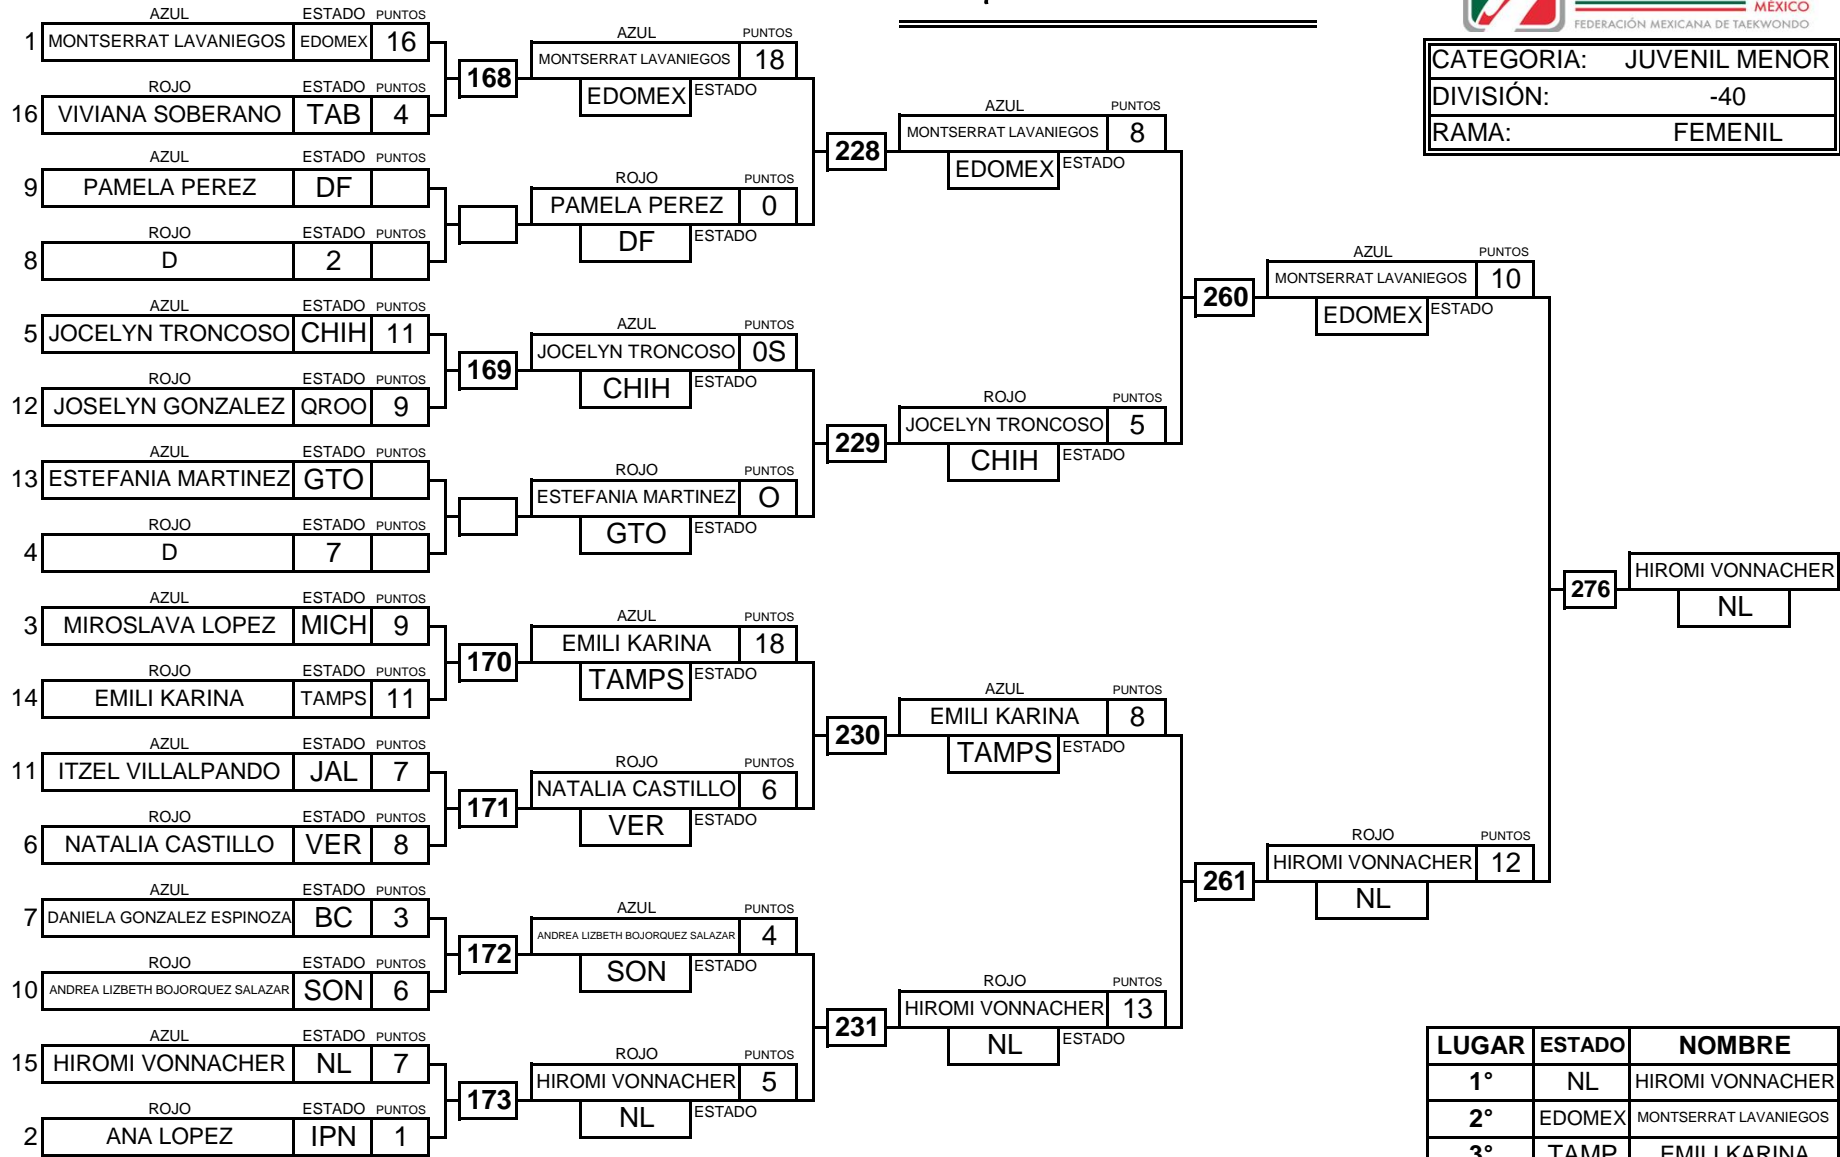 MÉXICO
FEDERACIÓN MEXICANA DE TAEKWONDO
CATEGORIA: JUVENIL MENOR
DIVISIÓN: -40
RAMA: FEMENIL
AZUL ESTADO PUNTOS
1 MONTSERRAT LAVANIEGOS EDOMEX 16
ROJO ESTADO PUNTOS
16 VIVIANA SOBERANO TAB 4
AZUL ESTADO PUNTOS
9 PAMELA PEREZ DF
ROJO ESTADO PUNTOS
8 D 2
AZUL ESTADO PUNTOS
5 JOCELYN TRONCOSO CHIH 11
ROJO ESTADO PUNTOS
12 JOSELYN GONZALEZ QROO 9
AZUL ESTADO PUNTOS
13 ESTEFANIA MARTINEZ GTO
ROJO ESTADO PUNTOS
4 D 7
AZUL ESTADO PUNTOS
3 MIROSLAVA LOPEZ MICH 9
ROJO ESTADO PUNTOS
14 EMILI KARINA TAMPS 11
AZUL ESTADO PUNTOS
11 ITZEL VILLALPANDO JAL 7
ROJO ESTADO PUNTOS
6 NATALIA CASTILLO VER 8
AZUL ESTADO PUNTOS
7 DANIELA GONZALEZ ESPINOZA BC 3
ROJO ESTADO PUNTOS
10 ANDREA LIZBETH BOJORQUEZ SALAZAR SON 6
AZUL ESTADO PUNTOS
15 HIROMI VONNACHER NL 7
ROJO ESTADO PUNTOS
2 ANA LOPEZ IPN 1
168
169
170
171
172
173
AZUL PUNTOS
MONTSERRAT LAVANIEGOS 18
EDOMEX ESTADO
ROJO PUNTOS
PAMELA PEREZ 0
DF ESTADO
AZUL PUNTOS
JOCELYN TRONCOSO 0S
CHIH ESTADO
ROJO PUNTOS
ESTEFANIA MARTINEZ O
GTO ESTADO
AZUL PUNTOS
EMILI KARINA 18
TAMPS ESTADO
ROJO PUNTOS
NATALIA CASTILLO 6
VER ESTADO
AZUL PUNTOS
ANDREA LIZBETH BOJORQUEZ SALAZAR 4
SON ESTADO
ROJO PUNTOS
HIROMI VONNACHER 5
NL ESTADO
228
229
230
231
AZUL PUNTOS
MONTSERRAT LAVANIEGOS 8
EDOMEX ESTADO
ROJO PUNTOS
JOCELYN TRONCOSO 5
CHIH ESTADO
AZUL PUNTOS
EMILI KARINA 8
TAMPS ESTADO
ROJO PUNTOS
HIROMI VONNACHER 13
NL ESTADO
260
261
AZUL PUNTOS
MONTSERRAT LAVANIEGOS 10
EDOMEX ESTADO
ROJO PUNTOS
HIROMI VONNACHER 12
NL
276
HIROMI VONNACHER
NL
LUGAR ESTADO NOMBRE
1° NL HIROMI VONNACHER
2° EDOMEX MONTSERRAT LAVANIEGOS
3° TAMP EMILI KARINA